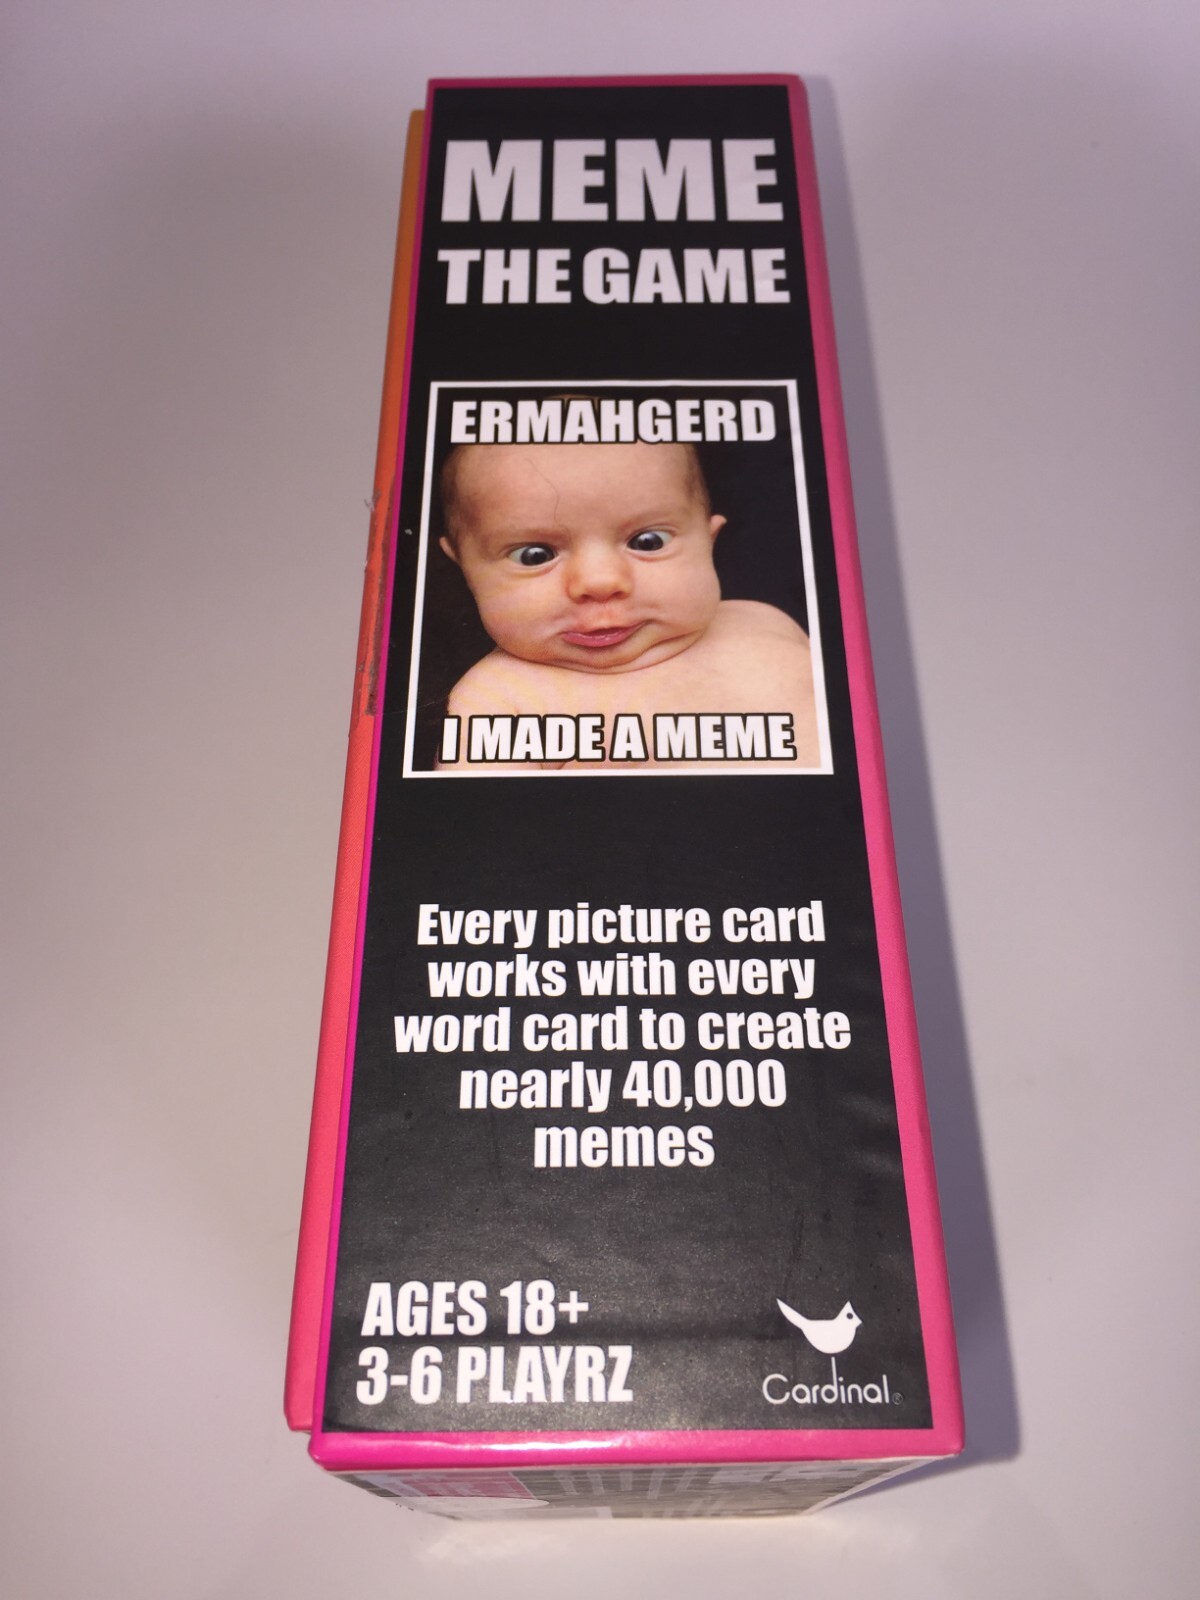 MEME
THE GAME
ERMAHGERD
I MADE A MEME
Every picture card
works with every
word card to create
nearly 40,000
memes
AGES 18+
3-6 PLAYRZ
Cardinal®